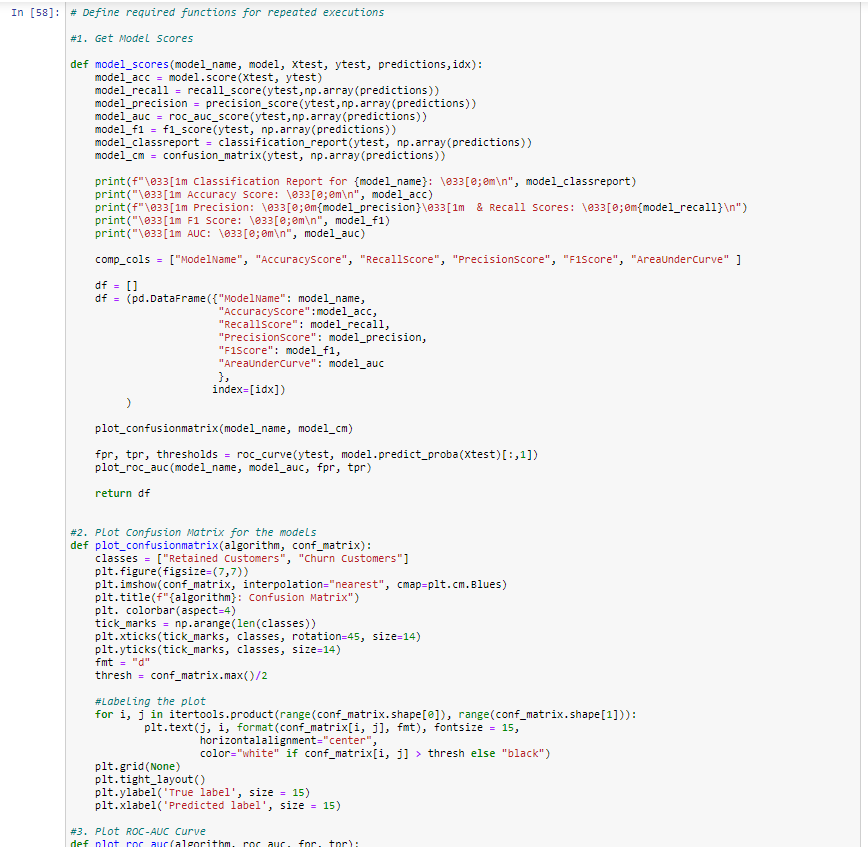 In [58]: # Define required functions for repeated executions

#1. Get Model Scores

def model_scores(model_name, model, Xtest, ytest, predictions,idx):
    model_acc = model.score(Xtest, ytest)
    model_recall = recall_score(ytest,np.array(predictions))
    model_precision = precision_score(ytest,np.array(predictions))
    model_auc = roc_auc_score(ytest,np.array(predictions))
    model_f1 = f1_score(ytest, np.array(predictions))
    model_classreport = classification_report(ytest, np.array(predictions))
    model_cm = confusion_matrix(ytest, np.array(predictions))

    print(f"\033[1m Classification Report for {model_name}: \033[0;0m\n", model_classreport)
    print("\033[1m Accuracy Score: \033[0;0m\n", model_acc)
    print(f"\033[1m Precision: \033[0;0m{model_precision}\033[1m  & Recall Scores: \033[0;0m{model_recall}\n")
    print("\033[1m F1 Score: \033[0;0m\n", model_f1)
    print("\033[1m AUC: \033[0;0m\n", model_auc)

    comp_cols = ["ModelName", "AccuracyScore", "RecallScore", "PrecisionScore", "F1Score", "AreaUnderCurve" ]

    df = []
    df = (pd.DataFrame({"ModelName": model_name,
                        "AccuracyScore":model_acc,
                        "RecallScore": model_recall,
                        "PrecisionScore": model_precision,
                        "F1Score": model_f1,
                        "AreaUnderCurve": model_auc
                        },
                       index=[idx])
         )

    plot_confusionmatrix(model_name, model_cm)

    fpr, tpr, thresholds = roc_curve(ytest, model.predict_proba(Xtest)[:,1])
    plot_roc_auc(model_name, model_auc, fpr, tpr)

    return df


#2. Plot Confusion Matrix for the models
def plot_confusionmatrix(algorithm, conf_matrix):
    classes = ["Retained Customers", "Churn Customers"]
    plt.figure(figsize=(7,7))
    plt.imshow(conf_matrix, interpolation="nearest", cmap=plt.cm.Blues)
    plt.title(f"{algorithm}: Confusion Matrix")
    plt. colorbar(aspect=4)
    tick_marks = np.arange(len(classes))
    plt.xticks(tick_marks, classes, rotation=45, size=14)
    plt.yticks(tick_marks, classes, size=14)
    fmt = "d"
    thresh = conf_matrix.max()/2

    #Labeling the plot
    for i, j in itertools.product(range(conf_matrix.shape[0]), range(conf_matrix.shape[1])):
            plt.text(j, i, format(conf_matrix[i, j], fmt), fontsize = 15,
                     horizontalalignment="center",
                     color="white" if conf_matrix[i, j] > thresh else "black")
    plt.grid(None)
    plt.tight_layout()
    plt.ylabel('True label', size = 15)
    plt.xlabel('Predicted label', size = 15)

#3. Plot ROC-AUC Curve
def plot_roc_auc(algorithm, roc_auc, fpr, tpr):